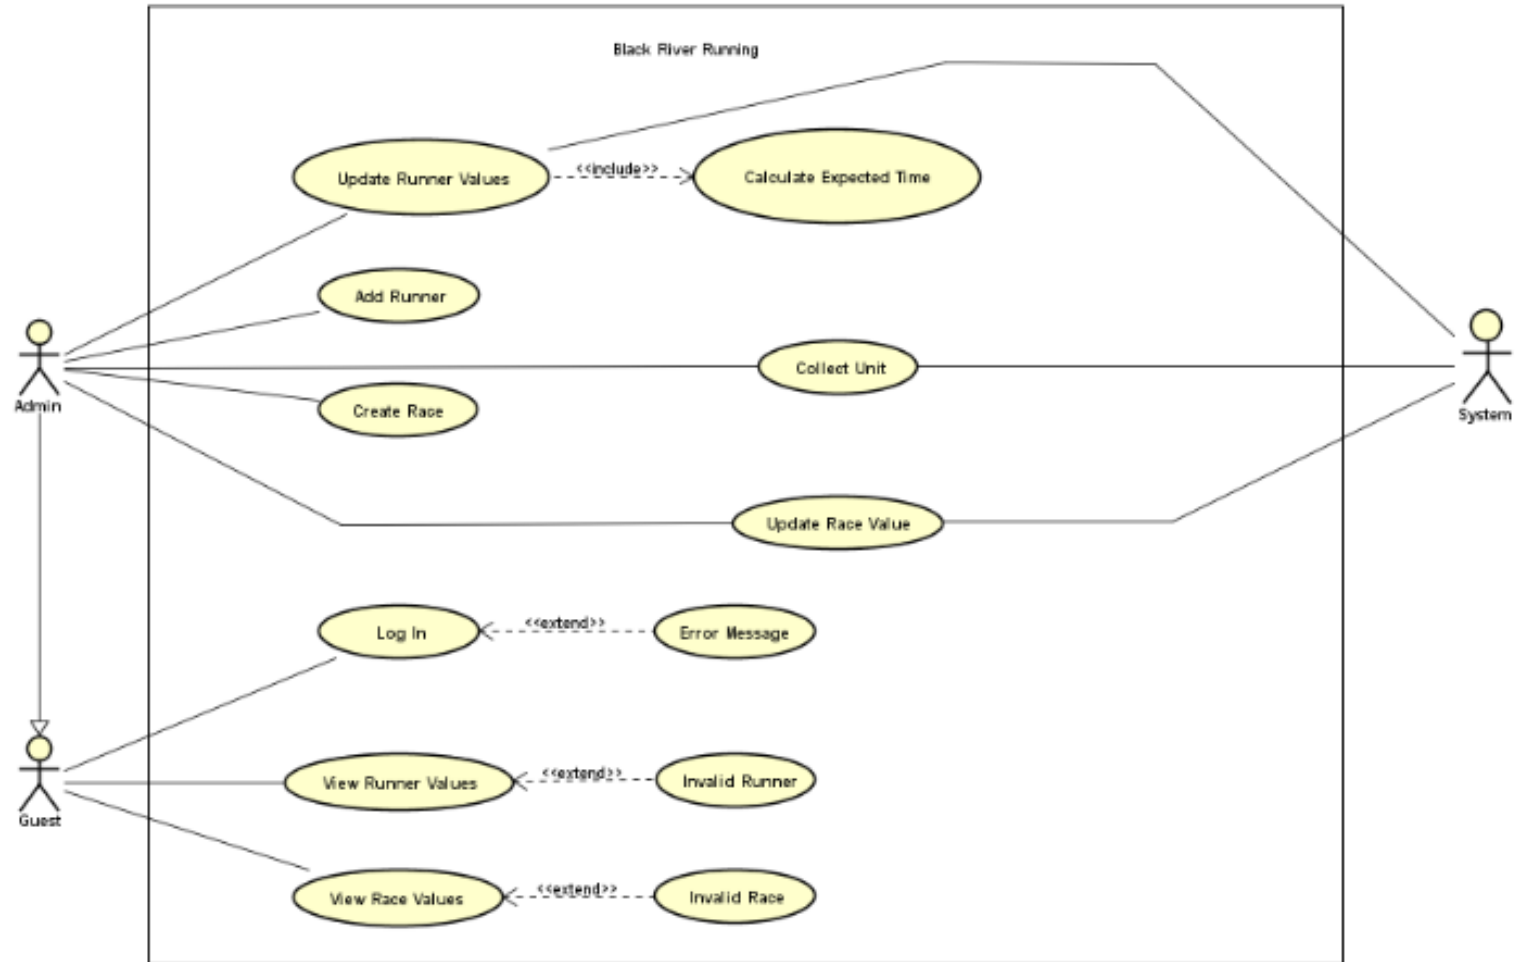 Black River Running
Update Runner Values
<<include>>
Calculate Expected Time
Add Runner
Collect Unit
Create Race
Admin
System
Update Race Value
Log In
<<extend>>
Error Message
View Runner Values
<<extend>>
Invalid Runner
Guest
View Race Values
<<extend>>
Invalid Race